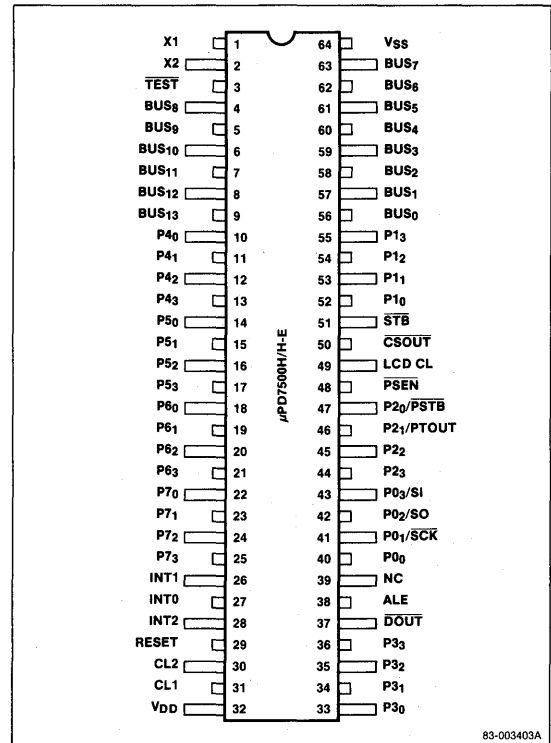 X1 1 64 VSS
X2 2 63 BUS7
TEST 3 62 BUS6
BUS8 4 61 BUS5
BUS9 5 60 BUS4
BUS10 6 59 BUS3
BUS11 7 58 BUS2
BUS12 8 57 BUS1
BUS13 9 56 BUS0
P40 10 55 P13
P41 11 54 P12
P42 12 53 P11
P43 13 52 P10
P50 14 51 STB
P51 15 50 CSOUT
P52 16 49 LCD CL
P53 17 48 PSEN
P60 18 47 P20/PSTB
P61 19 46 P21/PTOUT
P62 20 45 P22
P63 21 44 P23
P70 22 43 P03/SI
P71 23 42 P02/SO
P72 24 41 P01/SCK
P73 25 40 P00
INT1 26 39 NC
INT0 27 38 ALE
INT2 28 37 DOUT
RESET 29 36 P33
CL2 30 35 P32
CL1 31 34 P31
VDD 32 33 P30
µPD7500H/H-E
83-003403A